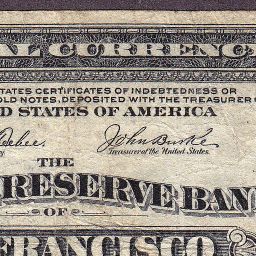 NAL CURRENCY
STATES CERTIFICATES OF INDEBTEDNESS OR
OLD NOTES, DEPOSITED WITH THE TREASURER O
D STATES OF AMERICA
John Burke
Treasurer of the United States.
THE
RESERVE BAN
OF
FRANCISCO